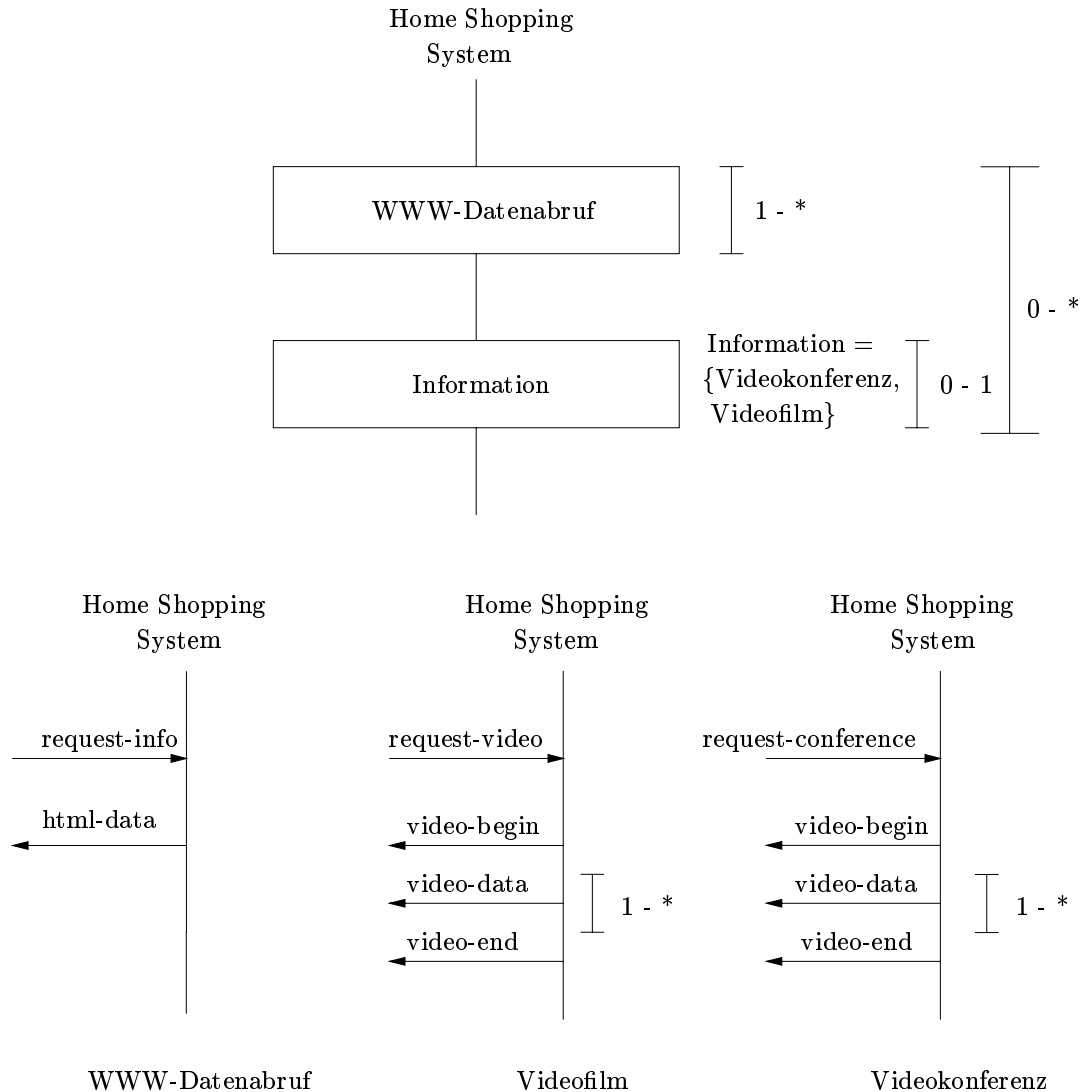 Home Shopping
System
WWW-Datenabruf
1 - *
0 - *
Information
Information =
{Videokonferenz,
Videofilm}
0 - 1
Home Shopping
System
request-info
html-data
WWW-Datenabruf
Home Shopping
System
request-video
video-begin
video-data
1 - *
video-end
Videofilm
Home Shopping
System
request-conference
video-begin
video-data
1 - *
video-end
Videokonferenz